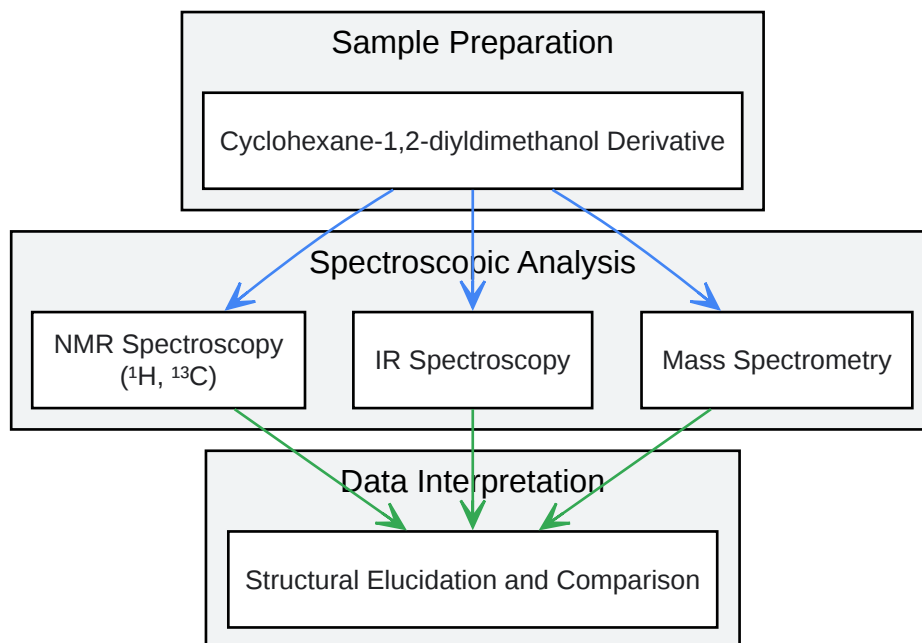 Sample Preparation
Cyclohexane-1,2-diyldimethanol Derivative
Spectroscopic Analysis
NMR Spectroscopy
(¹H, ¹³C)
IR Spectroscopy
Mass Spectrometry
Data Interpretation
Structural Elucidation and Comparison